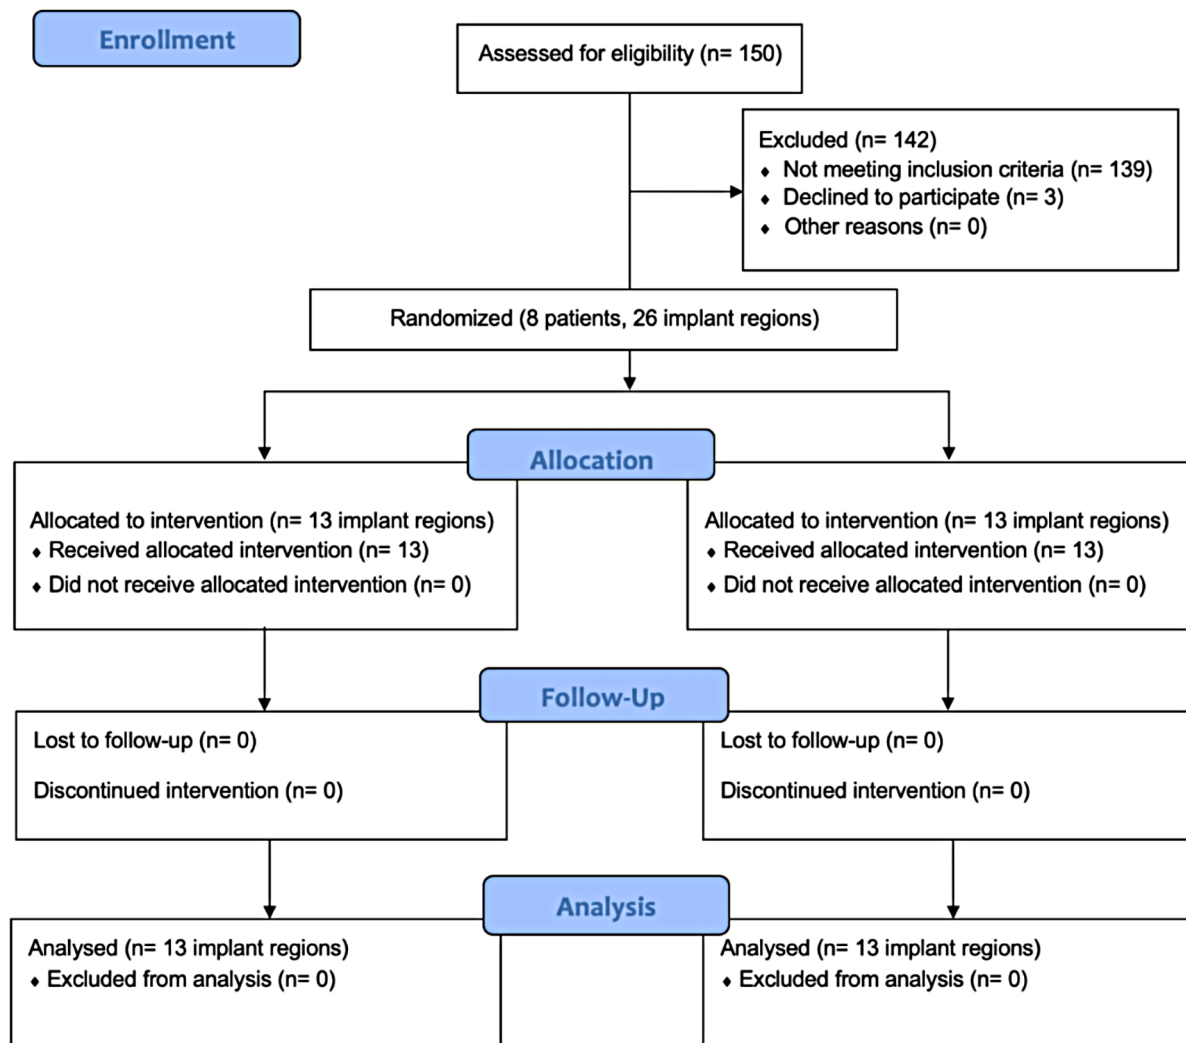 Enrollment
Assessed for eligibility (n= 150)
Excluded (n= 142)
♦ Not meeting inclusion criteria (n= 139)
♦ Declined to participate (n= 3)
♦ Other reasons (n= 0)
Randomized (8 patients, 26 implant regions)
Allocation
Allocated to intervention (n= 13 implant regions)
♦ Received allocated intervention (n= 13)
♦ Did not receive allocated intervention (n= 0)
Allocated to intervention (n= 13 implant regions)
♦ Received allocated intervention (n= 13)
♦ Did not receive allocated intervention (n= 0)
Follow-Up
Lost to follow-up (n= 0)
Discontinued intervention (n= 0)
Lost to follow-up (n= 0)
Discontinued intervention (n= 0)
Analysis
Analysed (n= 13 implant regions)
♦ Excluded from analysis (n= 0)
Analysed (n= 13 implant regions)
♦ Excluded from analysis (n= 0)